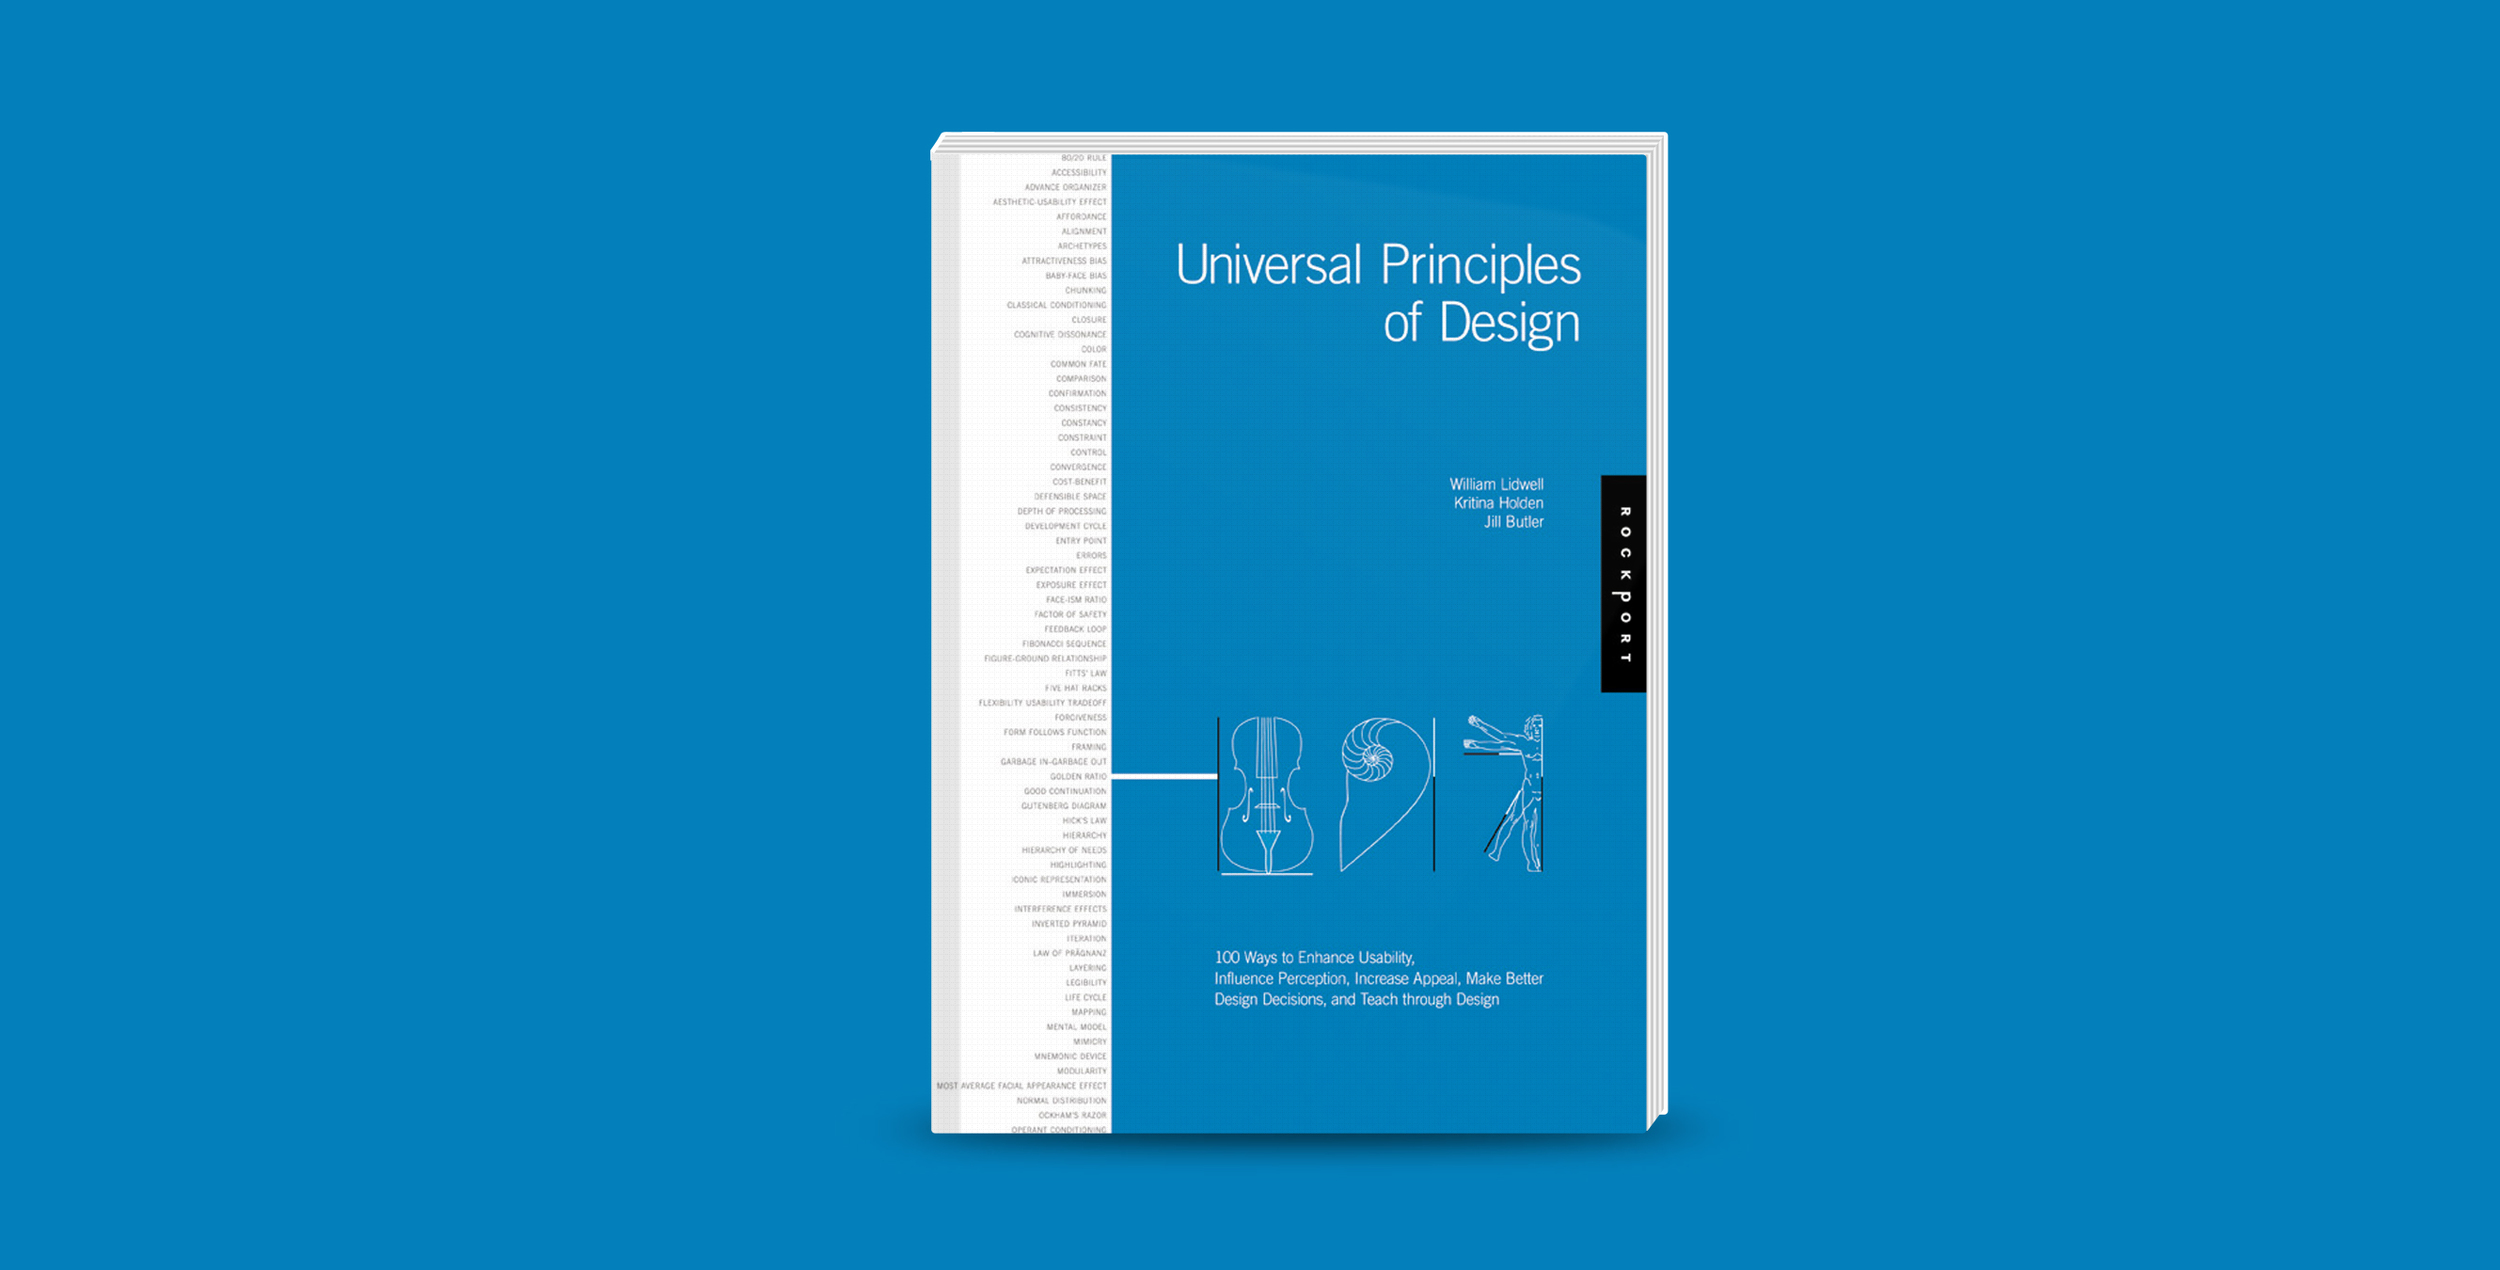 80/20 RULE
ACCESSIBILITY
ADVANCE ORGANIZER
AESTHETIC-USABILITY EFFECT
AFFORDANCE
ALIGNMENT
ARCHETYPES
ATTRACTIVENESS BIAS
BABY-FACE BIAS
CHUNKING
CLASSICAL CONDITIONING
CLOSURE
COGNITIVE DISSONANCE
COLOR
COMMON FATE
COMPARISON
CONFIRMATION
CONSISTENCY
CONSTANCY
CONSTRAINT
CONTROL
CONVERGENCE
COST-BENEFIT
DEFENSIBLE SPACE
DEPTH OF PROCESSING
DEVELOPMENT CYCLE
ENTRY POINT
ERRORS
EXPECTATION EFFECT
EXPOSURE EFFECT
FACE-ISM RATIO
FACTOR OF SAFETY
FEEDBACK LOOP
FIBONACCI SEQUENCE
FIGURE-GROUND RELATIONSHIP
FITTS' LAW
FIVE HAT RACKS
FLEXIBILITY USABILITY TRADEOFF
FORGIVENESS
FORM FOLLOWS FUNCTION
FRAMING
GARBAGE IN-GARBAGE OUT
GOLDEN RATIO
GOOD CONTINUATION
GUTENBERG DIAGRAM
HICK'S LAW
HIERARCHY
HIERARCHY OF NEEDS
HIGHLIGHTING
ICONIC REPRESENTATION
IMMERSION
INTERFERENCE EFFECTS
INVERTED PYRAMID
ITERATION
LAW OF PRÄGNANZ
LAYERING
LEGIBILITY
LIFE CYCLE
MAPPING
MENTAL MODEL
MIMICRY
MNEMONIC DEVICE
MODULARITY
MOST AVERAGE FACIAL APPEARANCE EFFECT
NORMAL DISTRIBUTION
OCKHAM'S RAZOR
OPERANT CONDITIONING
Universal Principles
of Design
William Lidwell
Kritina Holden
Jill Butler
ROCKPORT
100 Ways to Enhance Usability,
Influence Perception, Increase Appeal, Make Better
Design Decisions, and Teach through Design